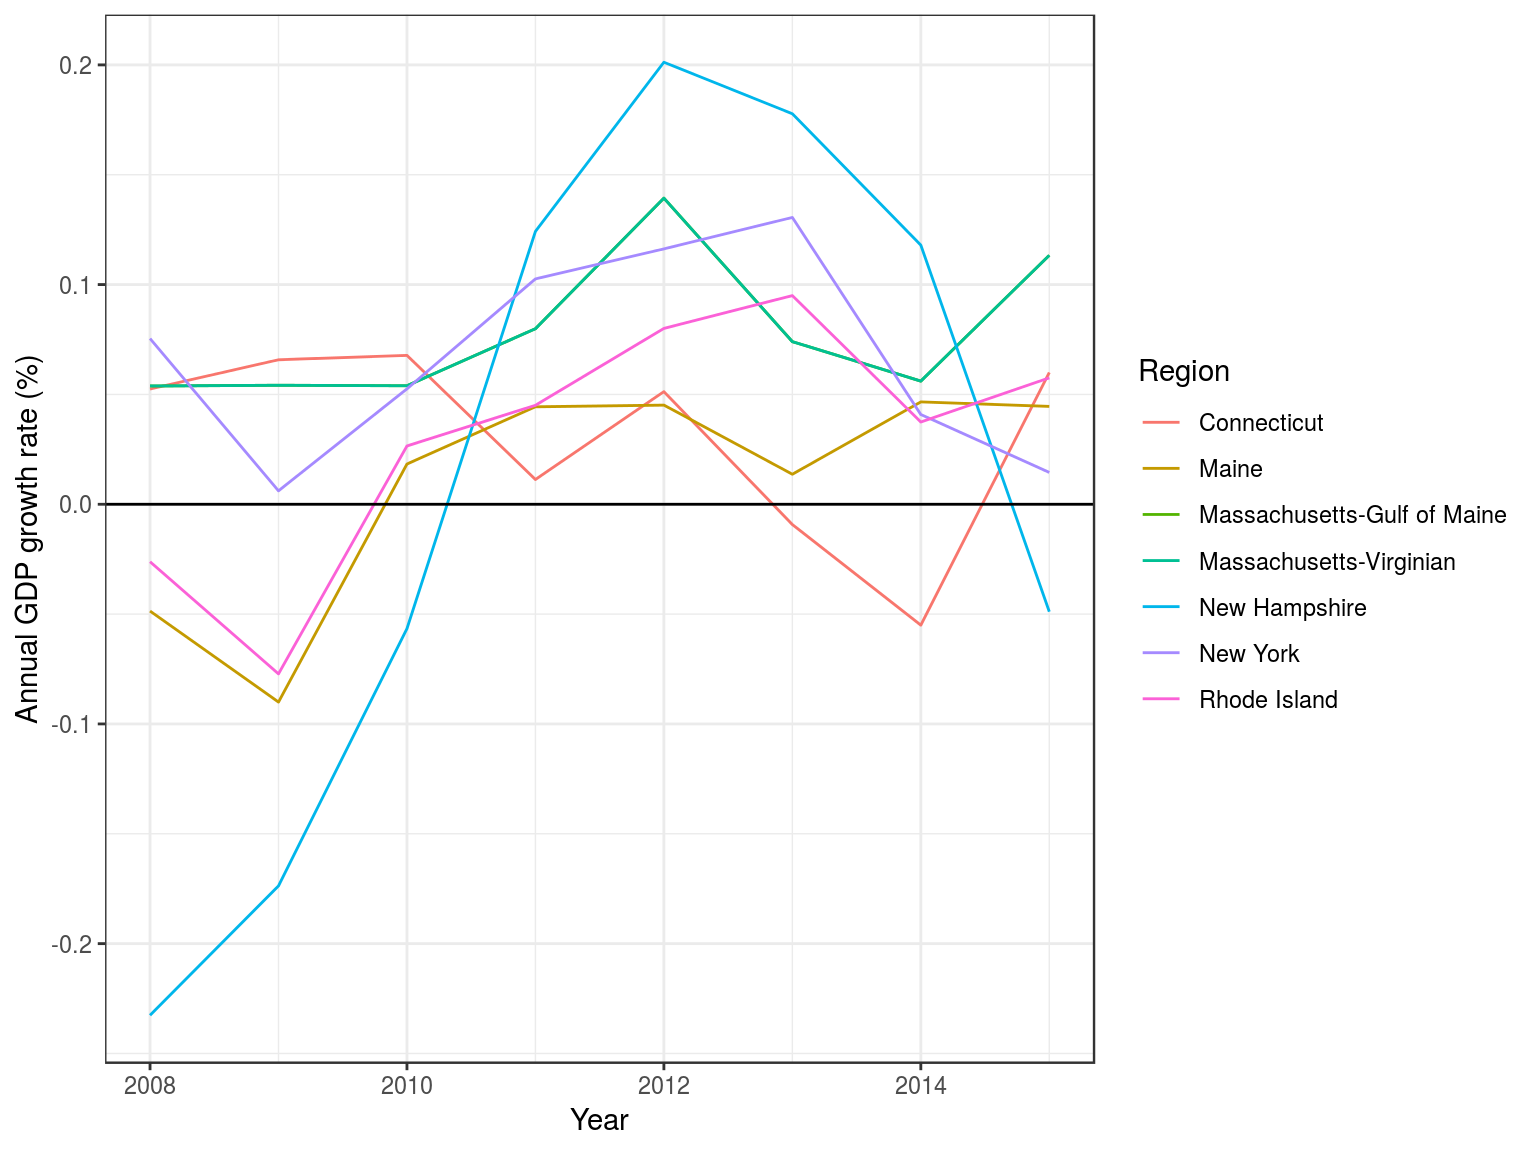 0.2
0.1
0.0
-0.1
-0.2
Annual GDP growth rate (%)
2008
2010
2012
2014
Year
Region
Connecticut
Maine
Massachusetts-Gulf of Maine
Massachusetts-Virginian
New Hampshire
New York
Rhode Island